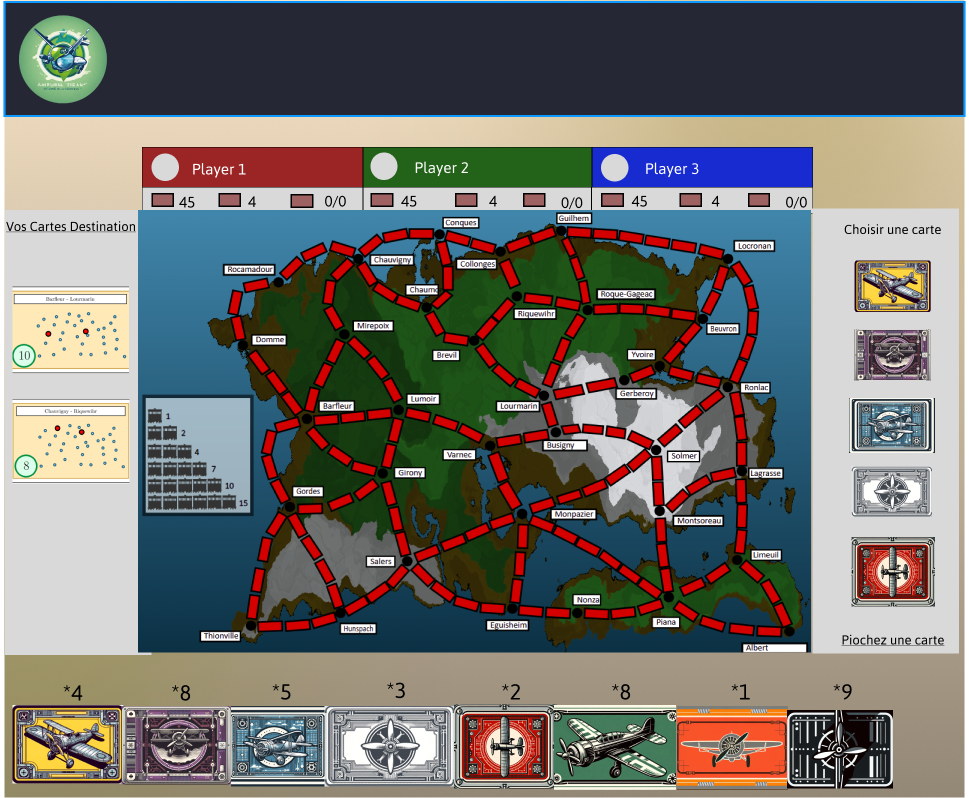 Player 1
Player 2
Player 3
45 4 0/0
45 4 0/0
45 4 0/0
Vos Cartes Destination
Barfleur - Lourmarin
10
Chauvigny - Riquewihr
8
Conques
Guilhem
Locronan
Chauvigny
Collonges
Rocamadour
Chaumo
Roque-Gageac
Riquewihr
Beuvron
Mirepoix
Domme
Brevil
Yvoire
Gerberoy
Ronlac
Lumoir
Barfleur
Lourmarin
Busigny
Varnec
Solmer
Girony
Lagrasse
Gordes
Monpazier
Montsoreau
Salers
Limeuil
Nonza
Eguisheim
Piana
Hunspach
Thionville
Albert
1
2
4
7
10
15
Choisir une carte
Piochez une carte
*4 *8 *5 *3 *2 *8 *1 *9